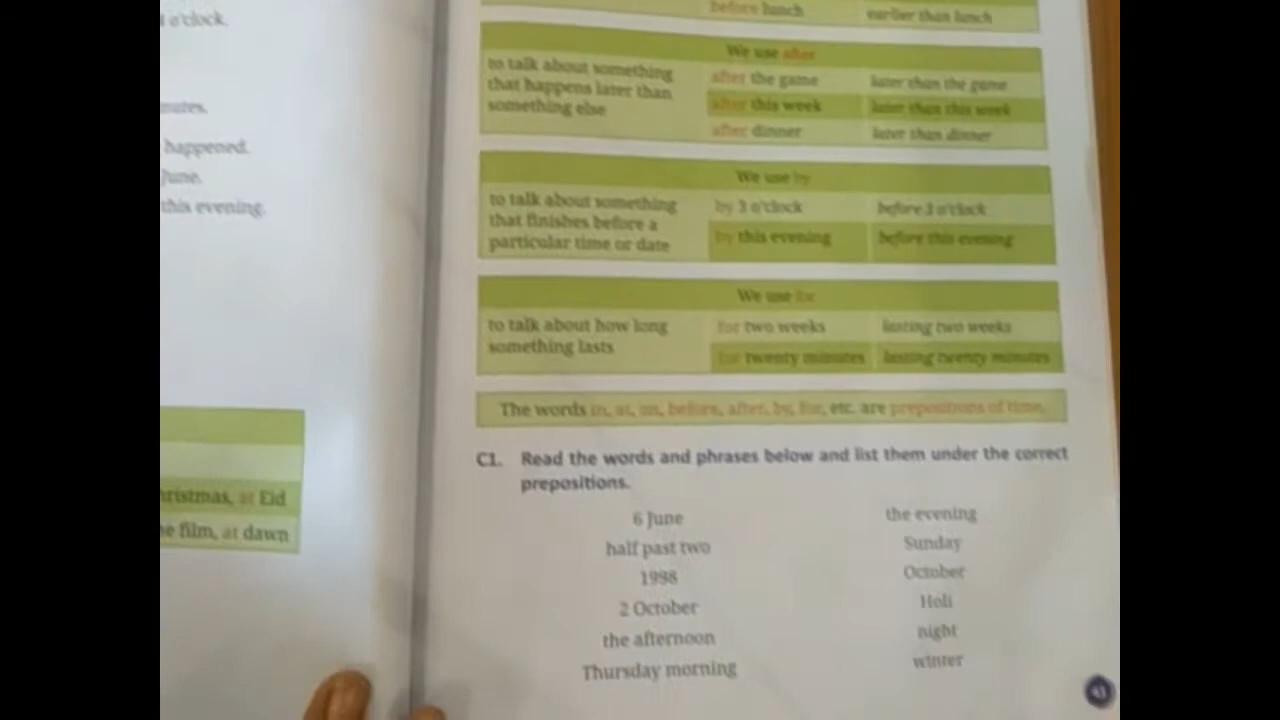 o'clock.
happened.
June.
this evening.
at Eid
film, at dawn
before lunch
earlier than lunch
We use after
to talk about something
that happens later than
something else
after the game
later than the game
after this week
later than this week
after dinner
later than dinner
We use by
to talk about something
that finishes before a
particular time or date
by 3 o'clock
before 3 o'clock
by this evening
before this evening
We use for
to talk about how long
something lasts
for two weeks
lasting two weeks
for twenty minutes
lasting twenty minutes
The words in, at, on, before, after, by, for, etc. are prepositions of time.
C1. Read the words and phrases below and list them under the correct
prepositions.
6 June
half past two
1998
2 October
the afternoon
Thursday morning
the evening
Sunday
October
Holi
night
winter